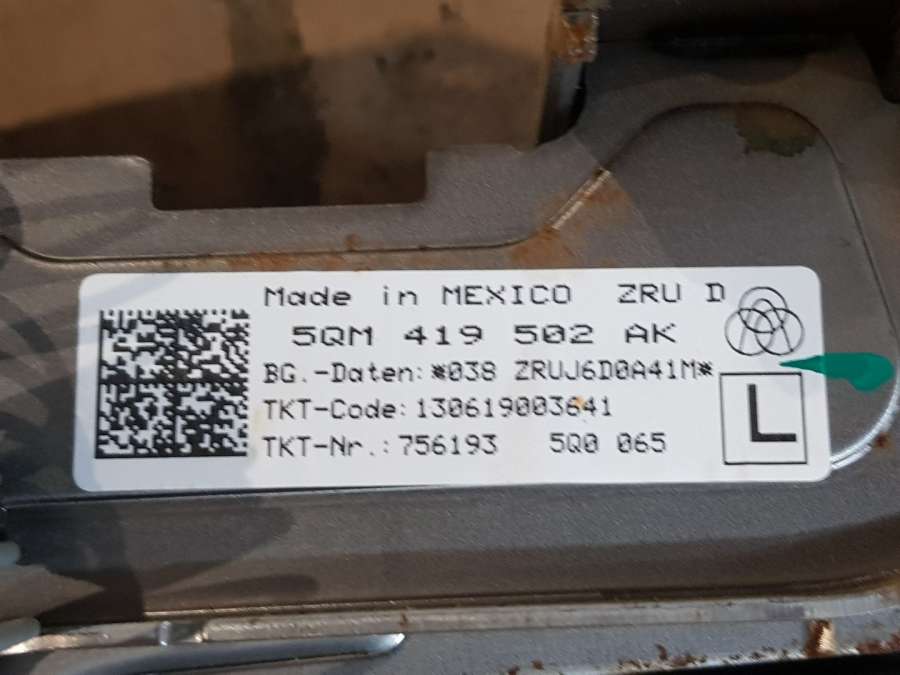 Made in MEXICO ZRU D
5QM 419 502 AK
BG.-Daten:*038 ZRUJ6D0A41M*
TKT-Code:130619003641
TKT-Nr.:756193 5Q0 065
L